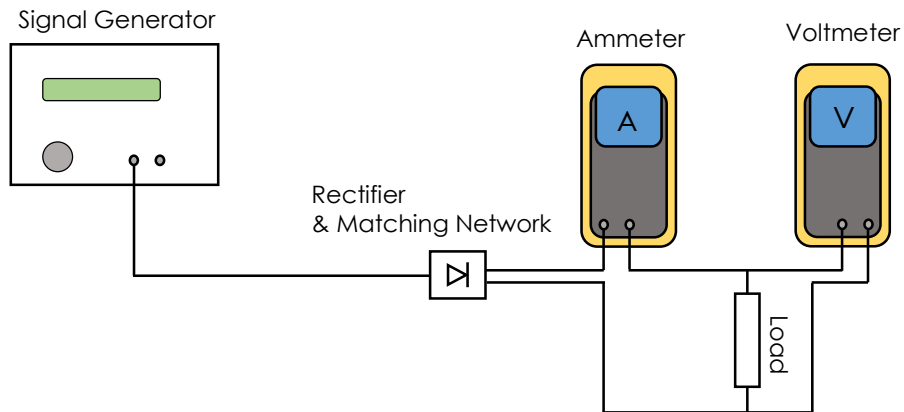 Signal Generator
Ammeter
Voltmeter
A
V
Rectifier
& Matching Network
Load